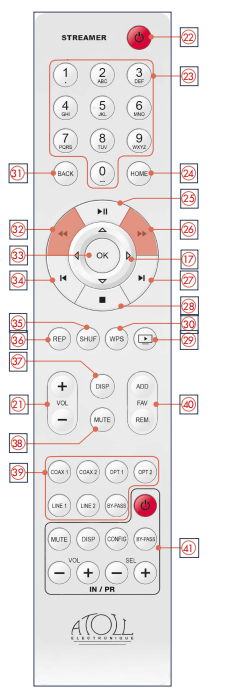 STREAMER
22
1 2 3
. ABC DEF
23
4 5 6
GHI JKL MNO
7 8 9
PQRS TUV WXYZ
31 BACK 0 HOME 24
25
32 26
33 OK 17
34 27
28
35 30
36 REP SHUF WPS 29
37
+ DISP ADD
21 VOL FAV 40
- MUTE REM
38
39 COAX 1 COAX 2 OPT 1 OPT 2
LINE 1 LINE 2 BY-PASS
MUTE DISP CONFIG BY-PASS 41
VOL SEL
- + - +
IN / PR
ATOLL
ELECTRONIQUE